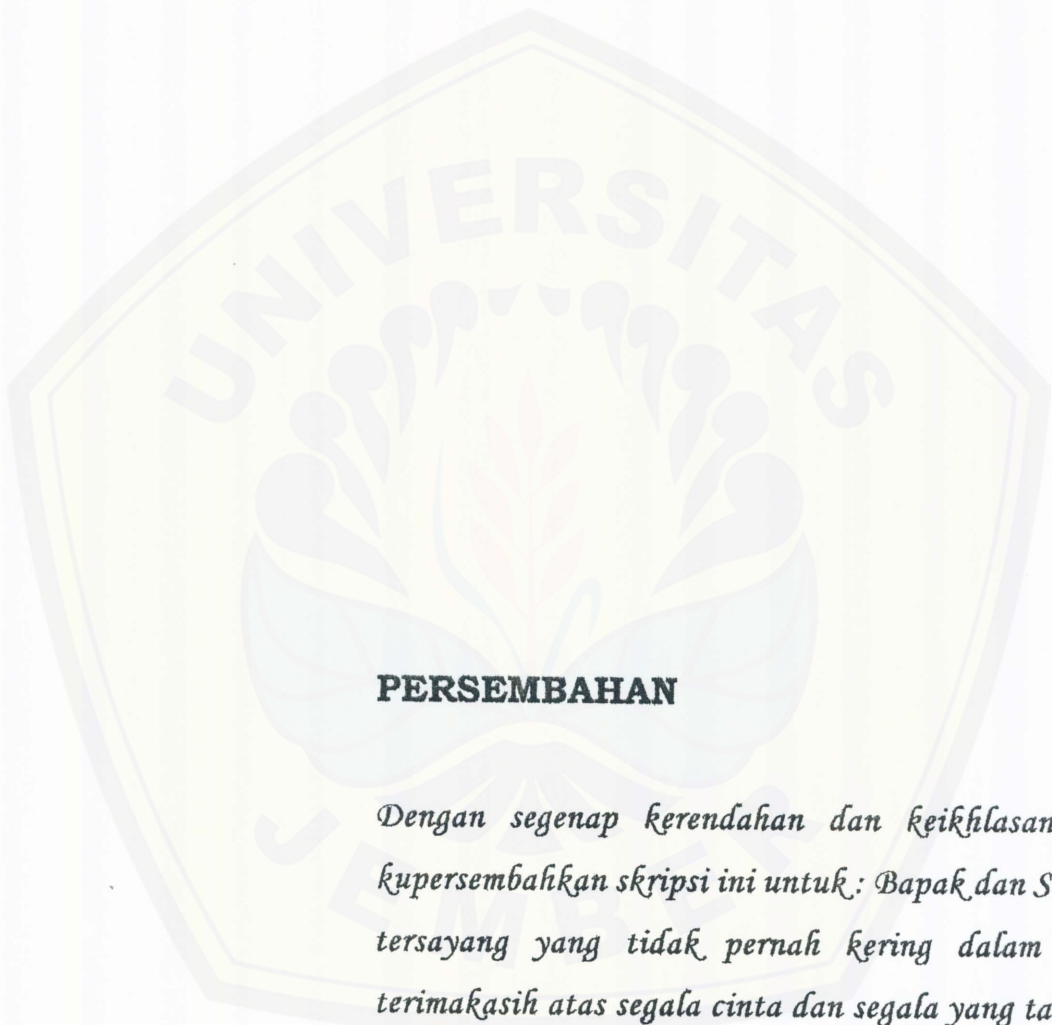 UNIVERSITAS
PERSEMBAHAN
Dengan segenap kerendahan dan keikhlasan
kupersembahkan skripsi ini untuk : Bapak dan S
tersayang yang tidak pernah kering dalam
terimakasih atas segala cinta dan segala yang ta
JEMBER